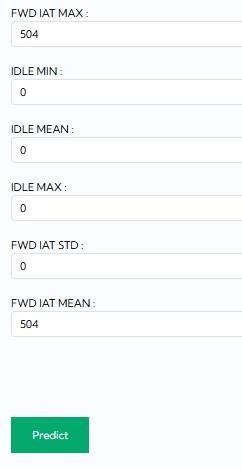 FWD IAT MAX :
504
IDLE MIN :
0
IDLE MEAN :
0
IDLE MAX :
0
FWD IAT STD :
0
FWD IAT MEAN :
504
Predict